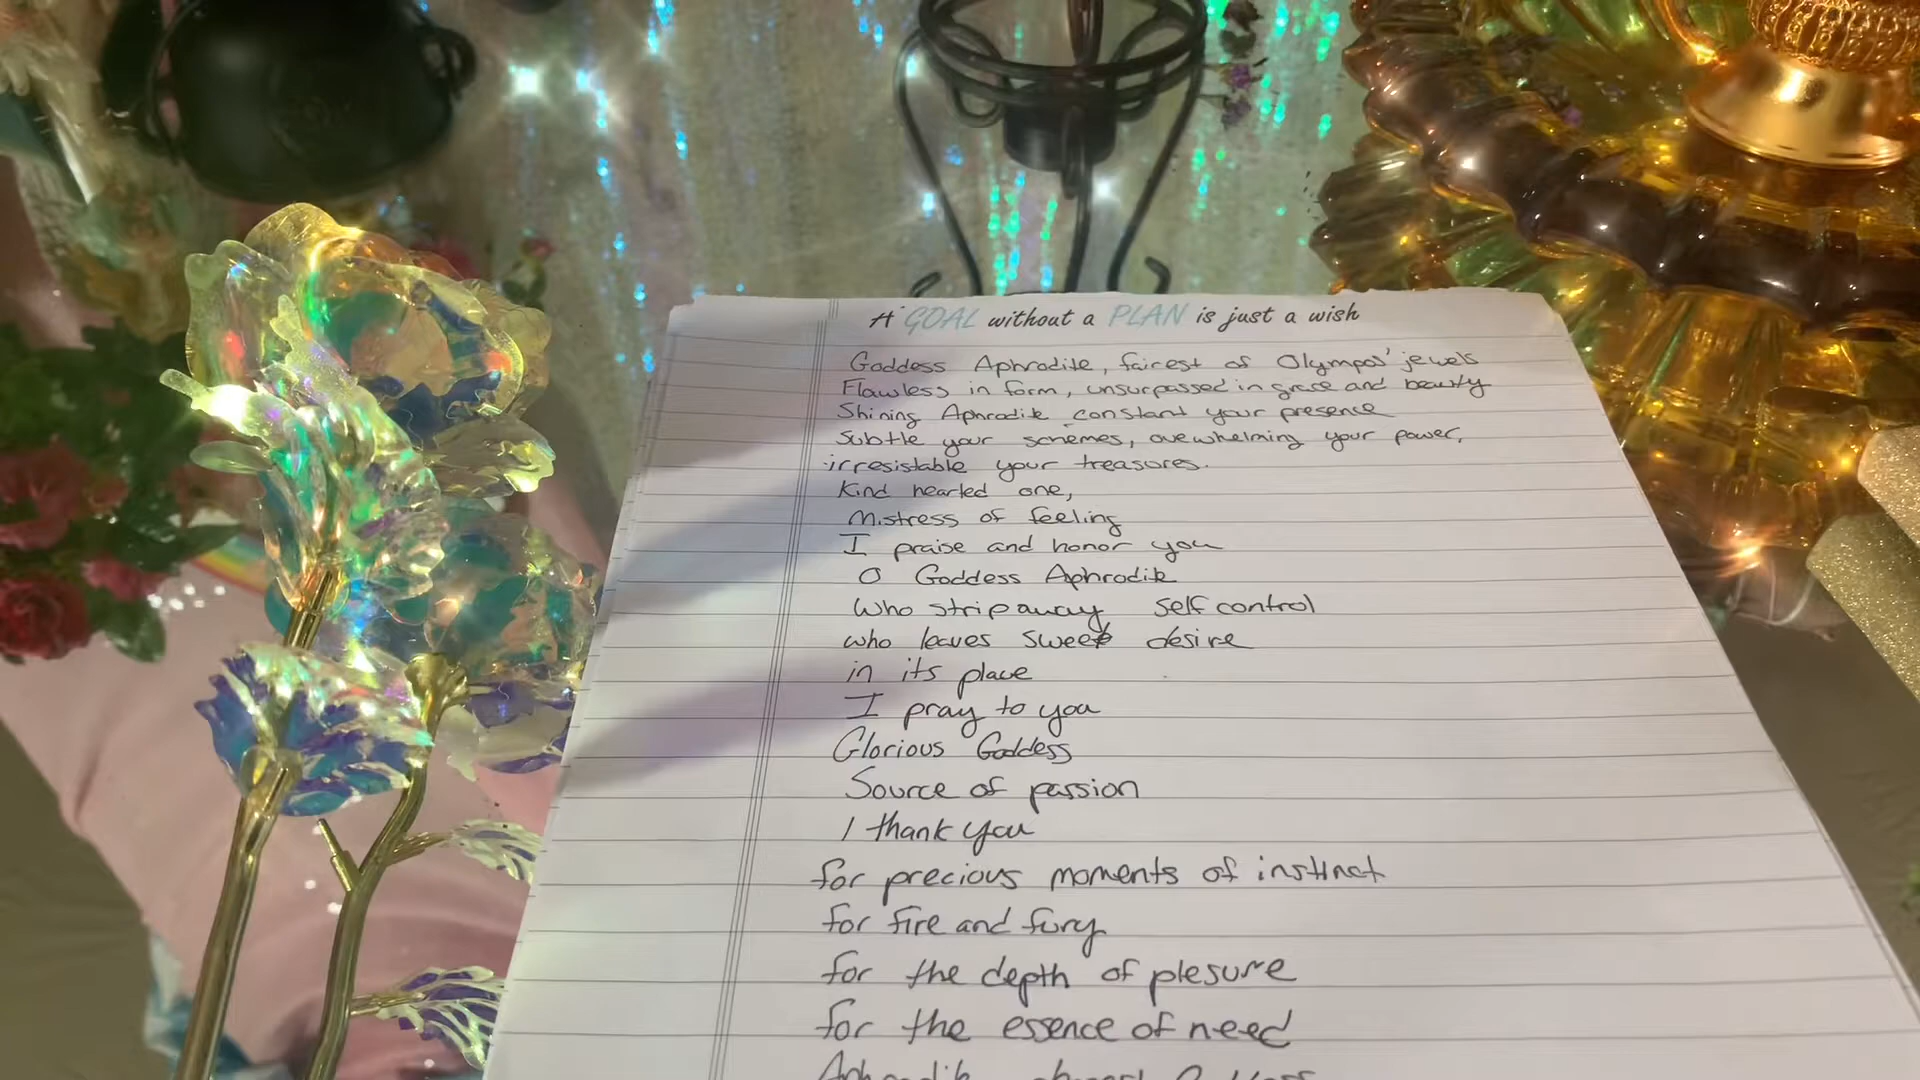 A GOAL without a PLAN is just a wish
Goddess Aphrodite, fairest of Olympos' jewels
Flawless in form, unsurpassed in grace and beauty
Shining Aphrodite constant your presence
Subtle your schemes, overwhelming your power,
irresistable your treasures.
Kind hearted one,
Mistress of feeling
I praise and honor you
O Goddess Aphrodite
Who strip away self control
who leaves sweet desire
in its place
I pray to you
Glorious Goddess
Source of passion
I thank you
for precious moments of instinct
for fire and fury
for the depth of plesure
for the essence of need